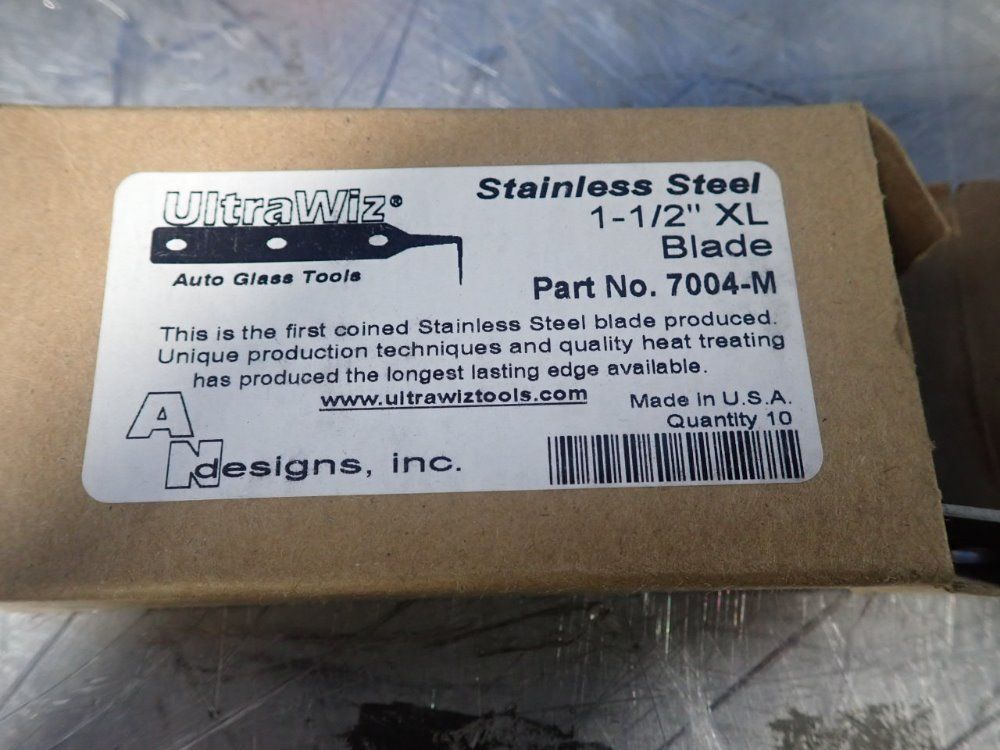 UltraWiz®
Auto Glass Tools
Stainless Steel
1-1/2" XL
Blade
Part No. 7004-M
This is the first coined Stainless Steel blade produced.
Unique production techniques and quality heat treating
has produced the longest lasting edge available.
www.ultrawiztools.com
Made in U.S.A.
Quantity 10
AN designs, inc.